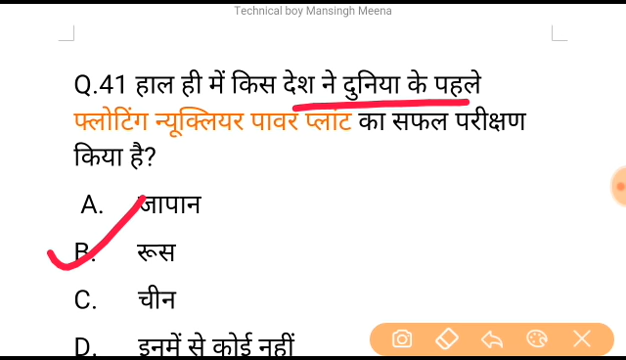 Technical boy Mansingh Meena
Q.41 हाल ही में किस देश ने दुनिया के पहले
फ्लोटिंग न्यूक्लियर पावर प्लांट का सफल परीक्षण
किया है?
A. जापान
B. रूस
C. चीन
D. इनमें से कोई नहीं